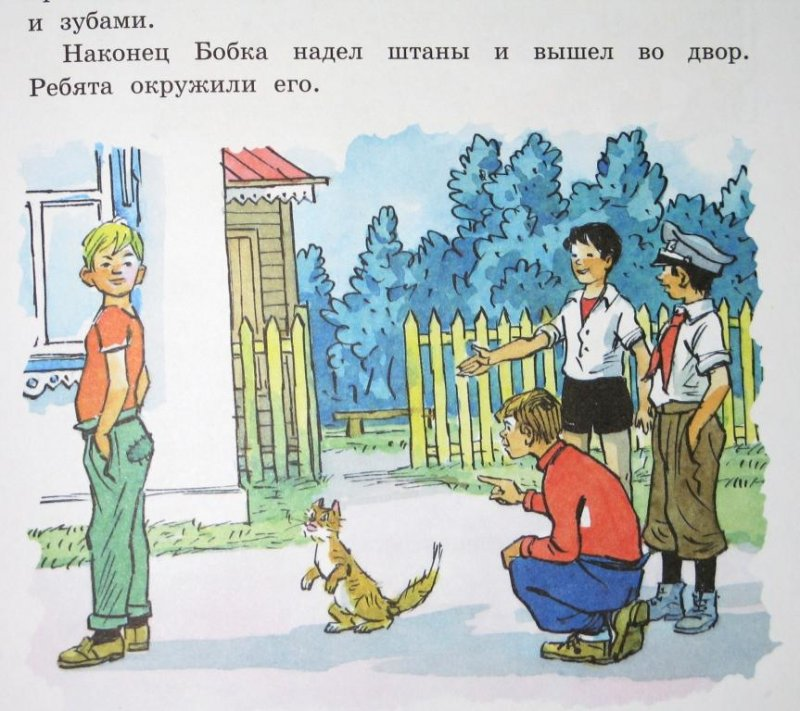 и зубами.
Наконец Бобка надел штаны и вышел во двор.
Ребята окружили его.